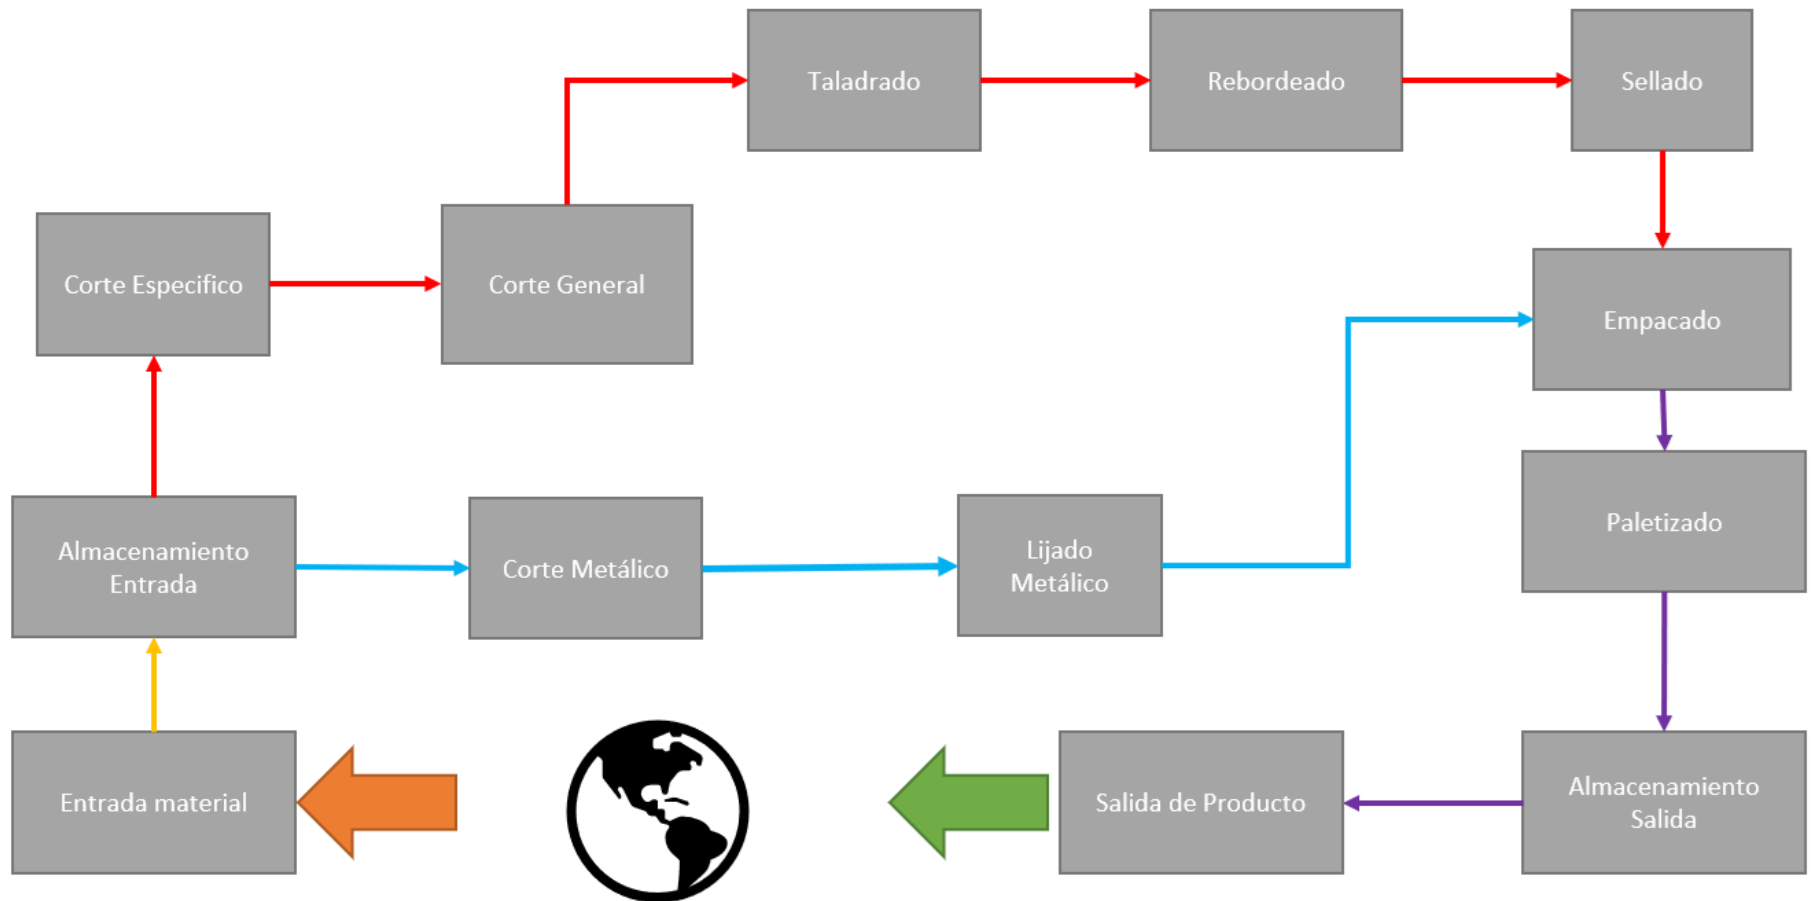 Taladrado
Rebordeado
Sellado
Corte Especifico
Corte General
Empacado
Almacenamiento
Entrada
Corte Metálico
Lijado
Metálico
Paletizado
Entrada material
Salida de Producto
Almacenamiento
Salida